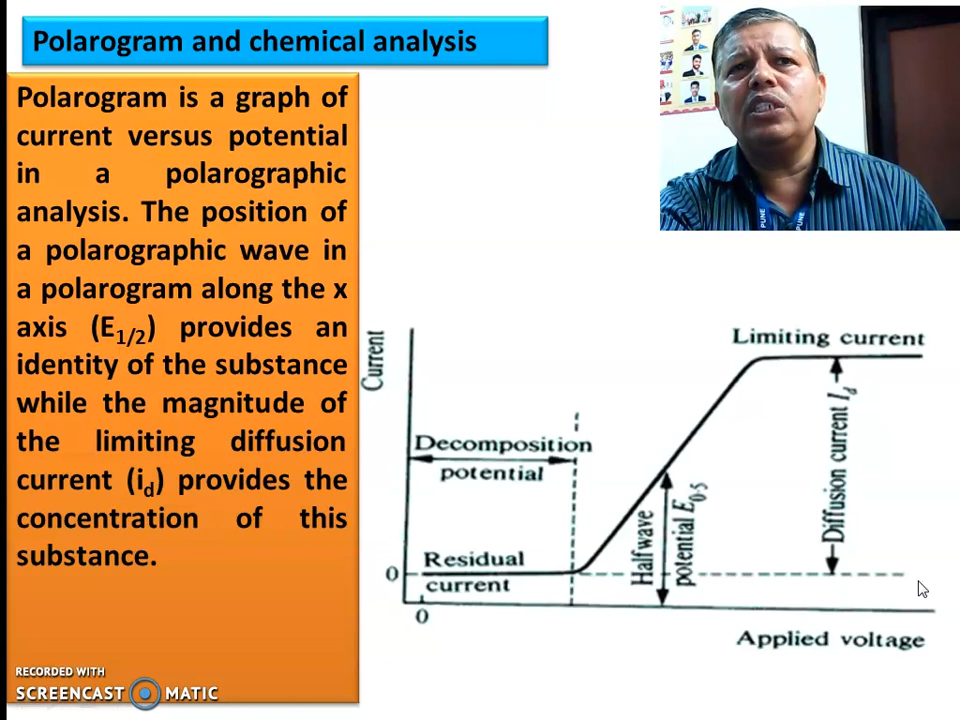 Polarogram and chemical analysis
Polarogram is a graph of
current versus potential
in a polarographic
analysis. The position of
a polarographic wave in
a polarogram along the x
axis (E1/2) provides an
identity of the substance
while the magnitude of
the limiting diffusion
current (id) provides the
concentration of this
substance.
PUNE
PUNE
Current
Limiting current
Decomposition
potential
Diffusion current Id
Halfwave
potential E0·5
Residual
current
0
0
Applied voltage
RECORDED WITH
SCREENCAST MATIC